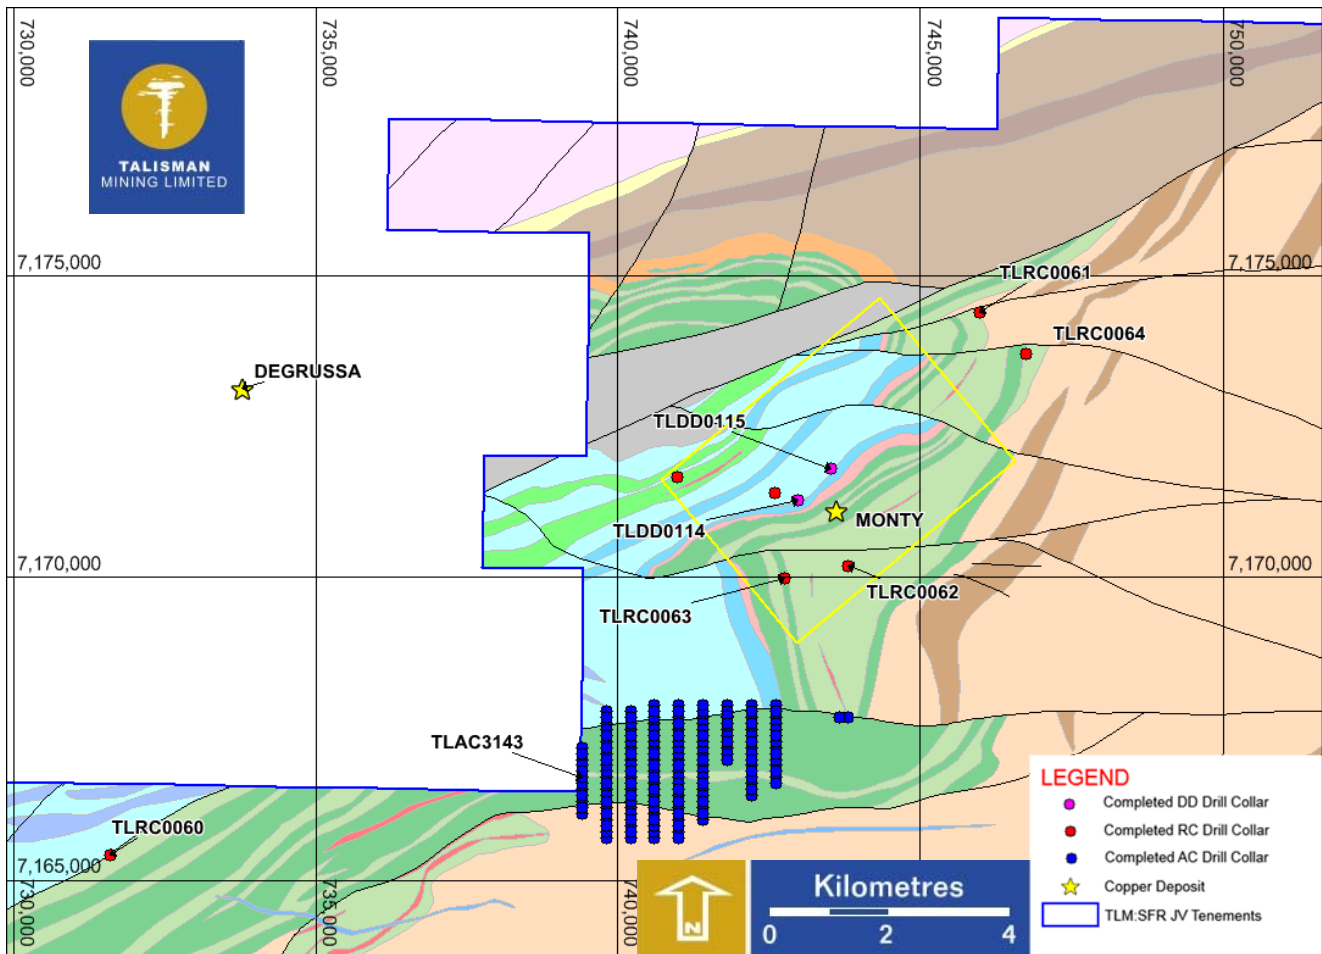 730,000
735,000
740,000
745,000
750,000
TALISMAN
MINING LIMITED
7,175,000
7,175,000
TLRC0061
TLRC0064
DEGRUSSA
TLDD0115
TLDD0114
MONTY
7,170,000
7,170,000
TLRC0062
TLRC0063
TLAC3143
TLRC0060
7,165,000
730,000
735,000
740,000
LEGEND
Completed DD Drill Collar
Completed RC Drill Collar
Completed AC Drill Collar
Copper Deposit
TLM:SFR JV Tenements
N
Kilometres
0 2 4